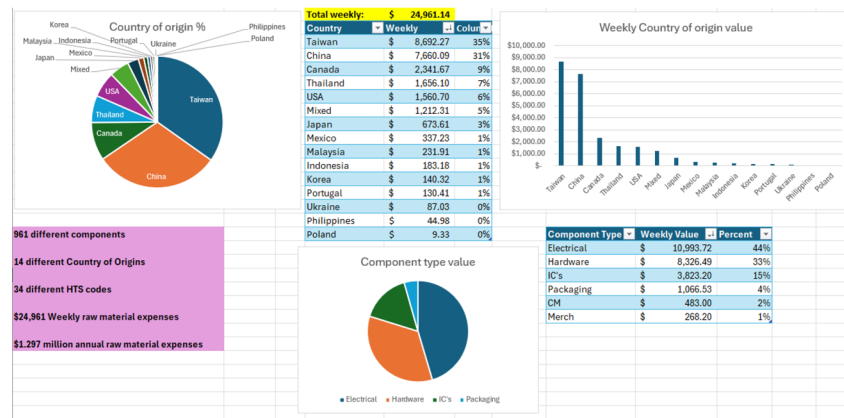 Country of origin %
Korea
Philippines
Malaysia
Indonesia
Portugal
Ukraine
Poland
Japan
Mexico
Mixed
USA
Thailand
Canada
Taiwan
China
Total weekly: $ 24,961.14
Country Weekly Colum
Taiwan $ 8,692.27 35%
China $ 7,660.09 31%
Canada $ 2,341.67 9%
Thailand $ 1,656.10 7%
USA $ 1,560.70 6%
Mixed $ 1,212.31 5%
Japan $ 673.61 3%
Mexico $ 337.23 1%
Malaysia $ 231.91 1%
Indonesia $ 183.18 1%
Korea $ 140.32 1%
Portugal $ 130.41 1%
Ukraine $ 87.03 0%
Philippines $ 44.98 0%
Poland $ 9.33 0%
Weekly Country of origin value
$10,000.00
$9,000.00
$8,000.00
$7,000.00
$6,000.00
$5,000.00
$4,000.00
$3,000.00
$2,000.00
$1,000.00
$-
Taiwan
China
Canada
Thailand
USA
Mixed
Japan
Mexico
Malaysia
Indonesia
Korea
Portugal
Ukraine
Philippines
Poland
961 different components
14 different Country of Origins
34 different HTS codes
$24,961 Weekly raw material expenses
$1.297 million annual raw material expenses
Component type value
Electrical Hardware IC's Packaging
Component Type Weekly Value Percent
Electrical $ 10,993.72 44%
Hardware $ 8,326.49 33%
IC's $ 3,823.20 15%
Packaging $ 1,066.53 4%
CM $ 483.00 2%
Merch $ 268.20 1%